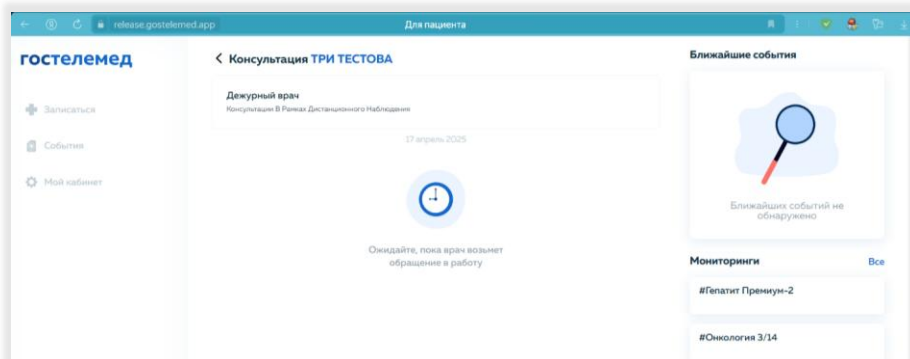 release.gostelemed.app
Для пациента
гостелемед
Записаться
События
Мой кабинет
Консультация ТРИ ТЕСТОВА
Дежурный врач
Консультации В Рамках Дистанционного Наблюдения
17 апрель 2025
Ожидайте, пока врач возьмет
обращение в работу
Ближайшие события
Ближайших событий не
обнаружено
Мониторинги Все
#Гепатит Премиум-2
#Онкология 3/14